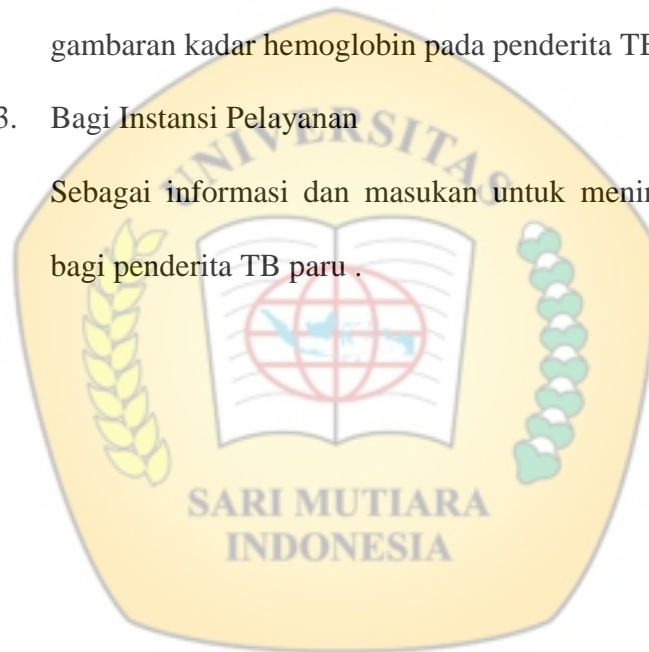 gambaran kadar hemoglobin pada penderita TB
3. Bagi Instansi Pelayanan
UNIVERSITAS
Sebagai informasi dan masukan untuk
bagi penderita TB paru .
SARI MUTIARA
INDONESIA